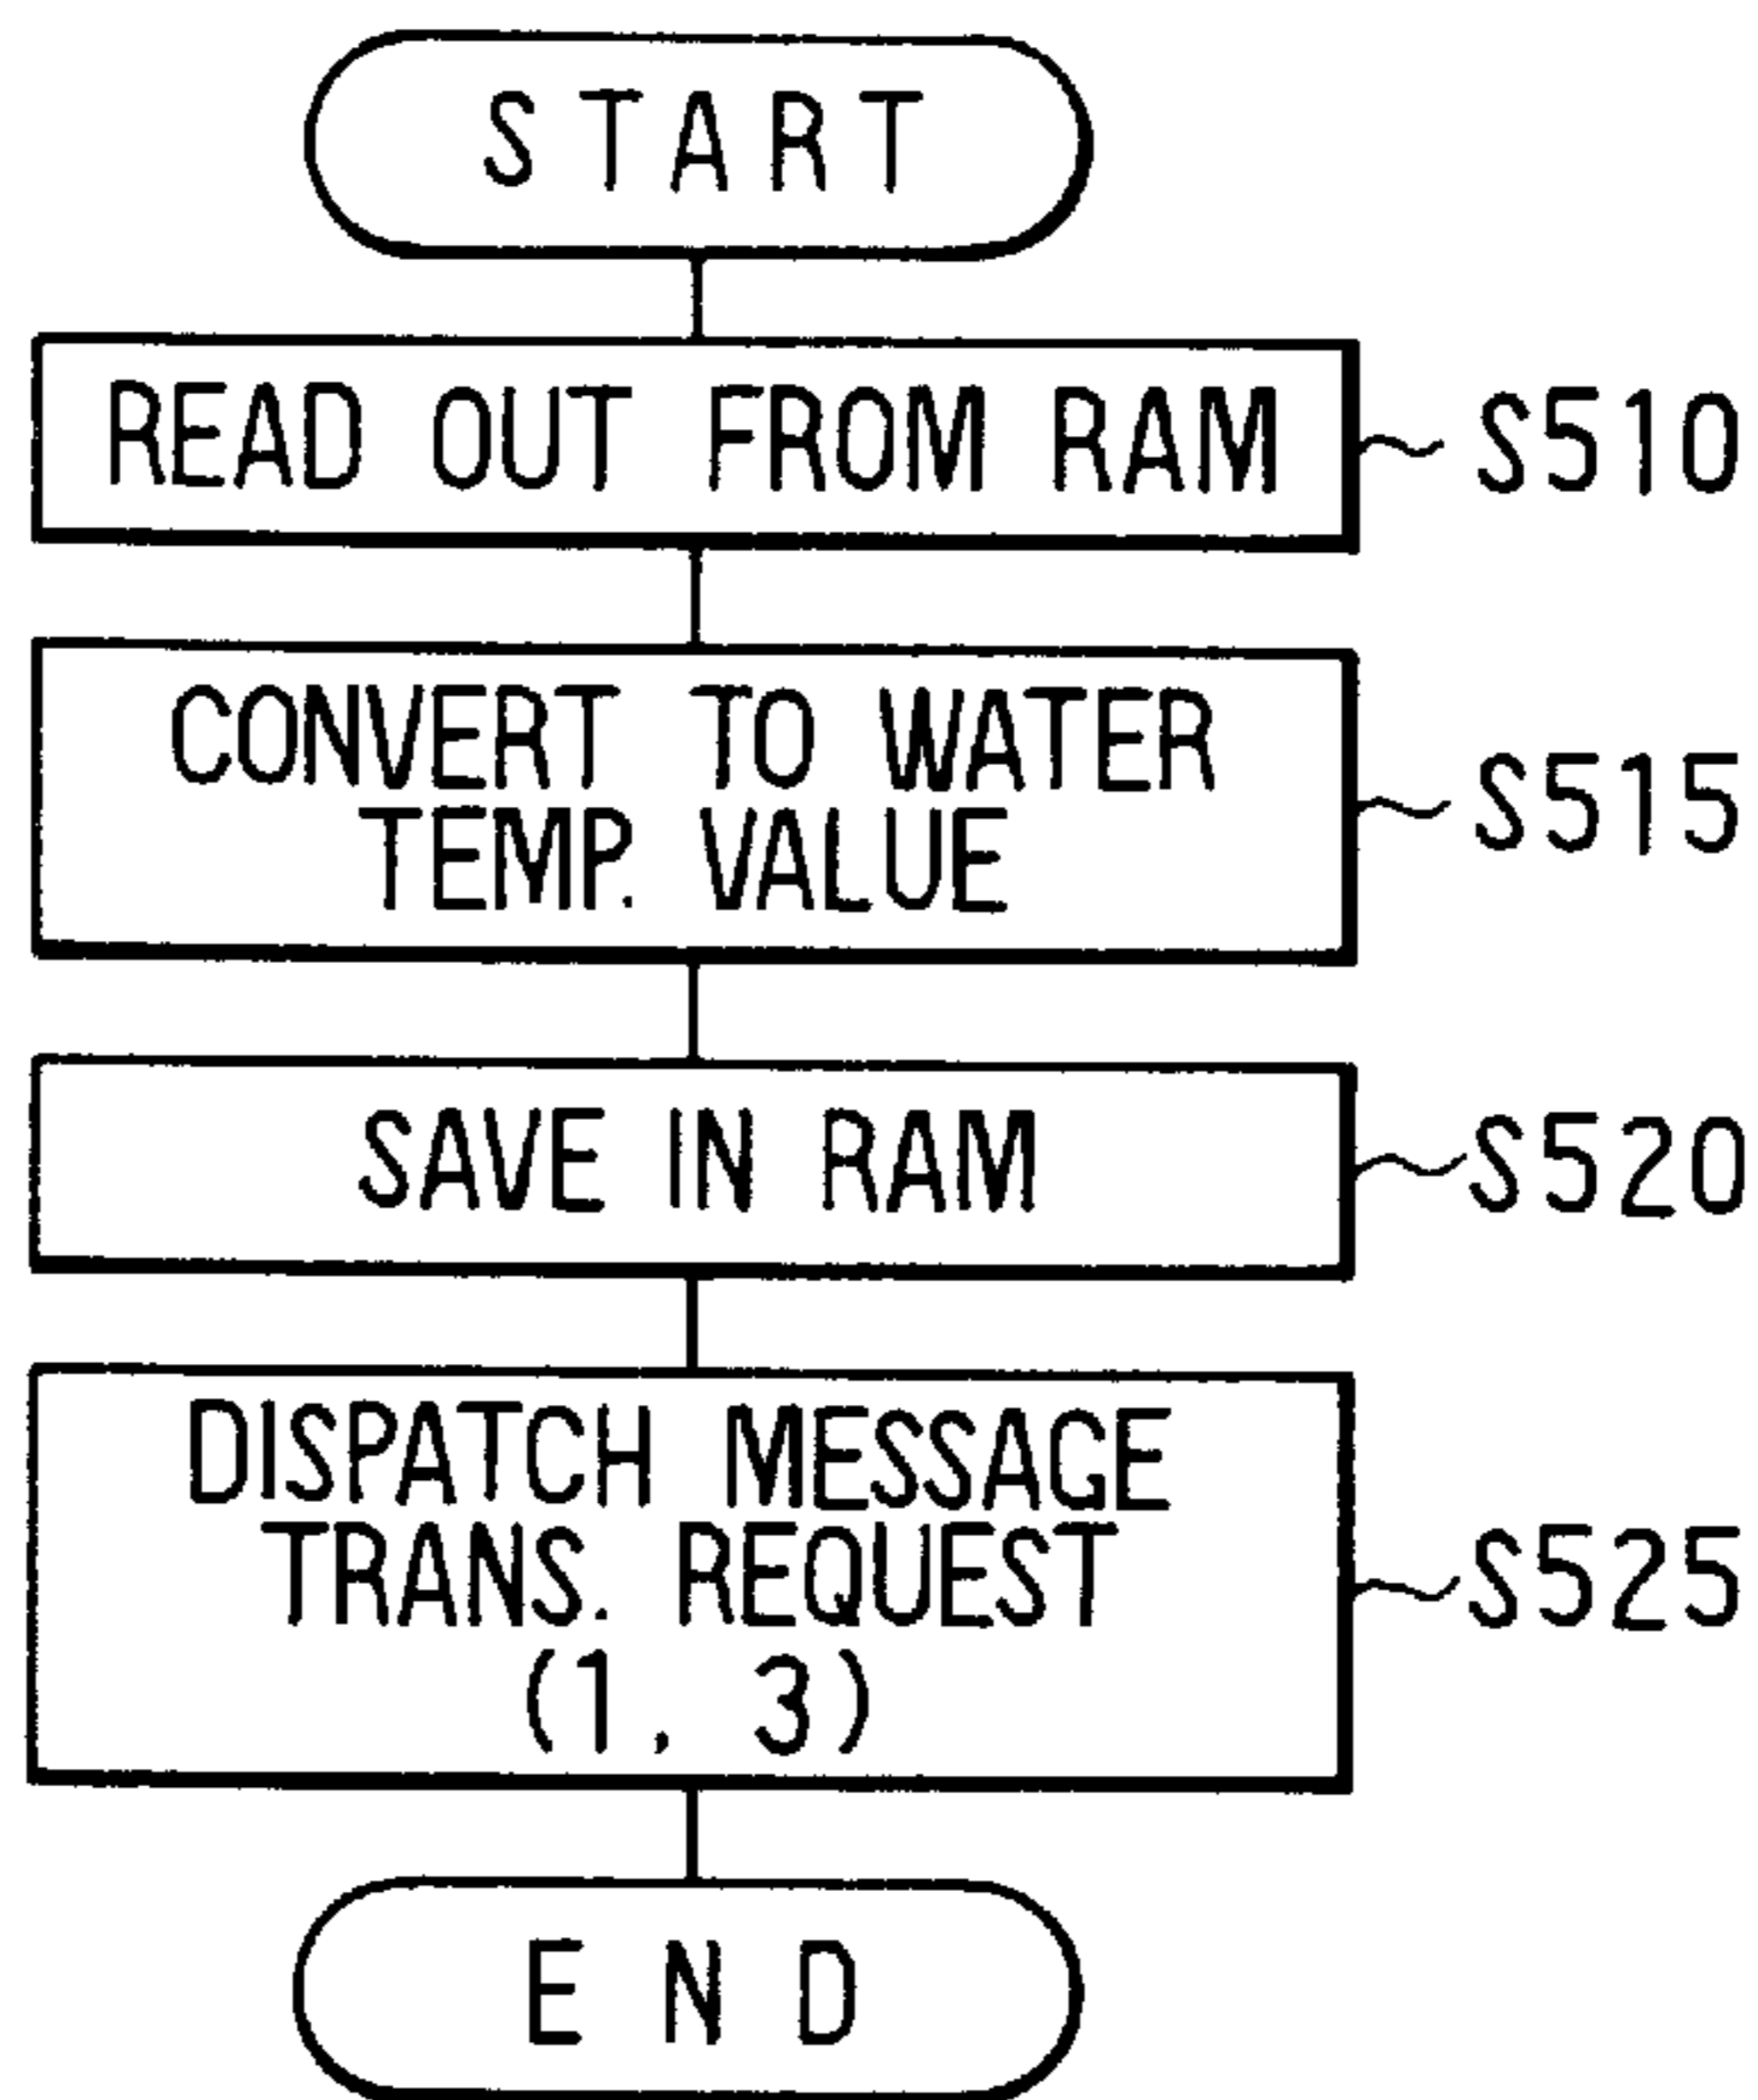 START
READ OUT FROM RAM
S510
CONVERT TO WATER
TEMP. VALUE
S515
SAVE IN RAM
S520
DISPATCH MESSAGE
TRANS. REQUEST
(1, 3)
S525
END